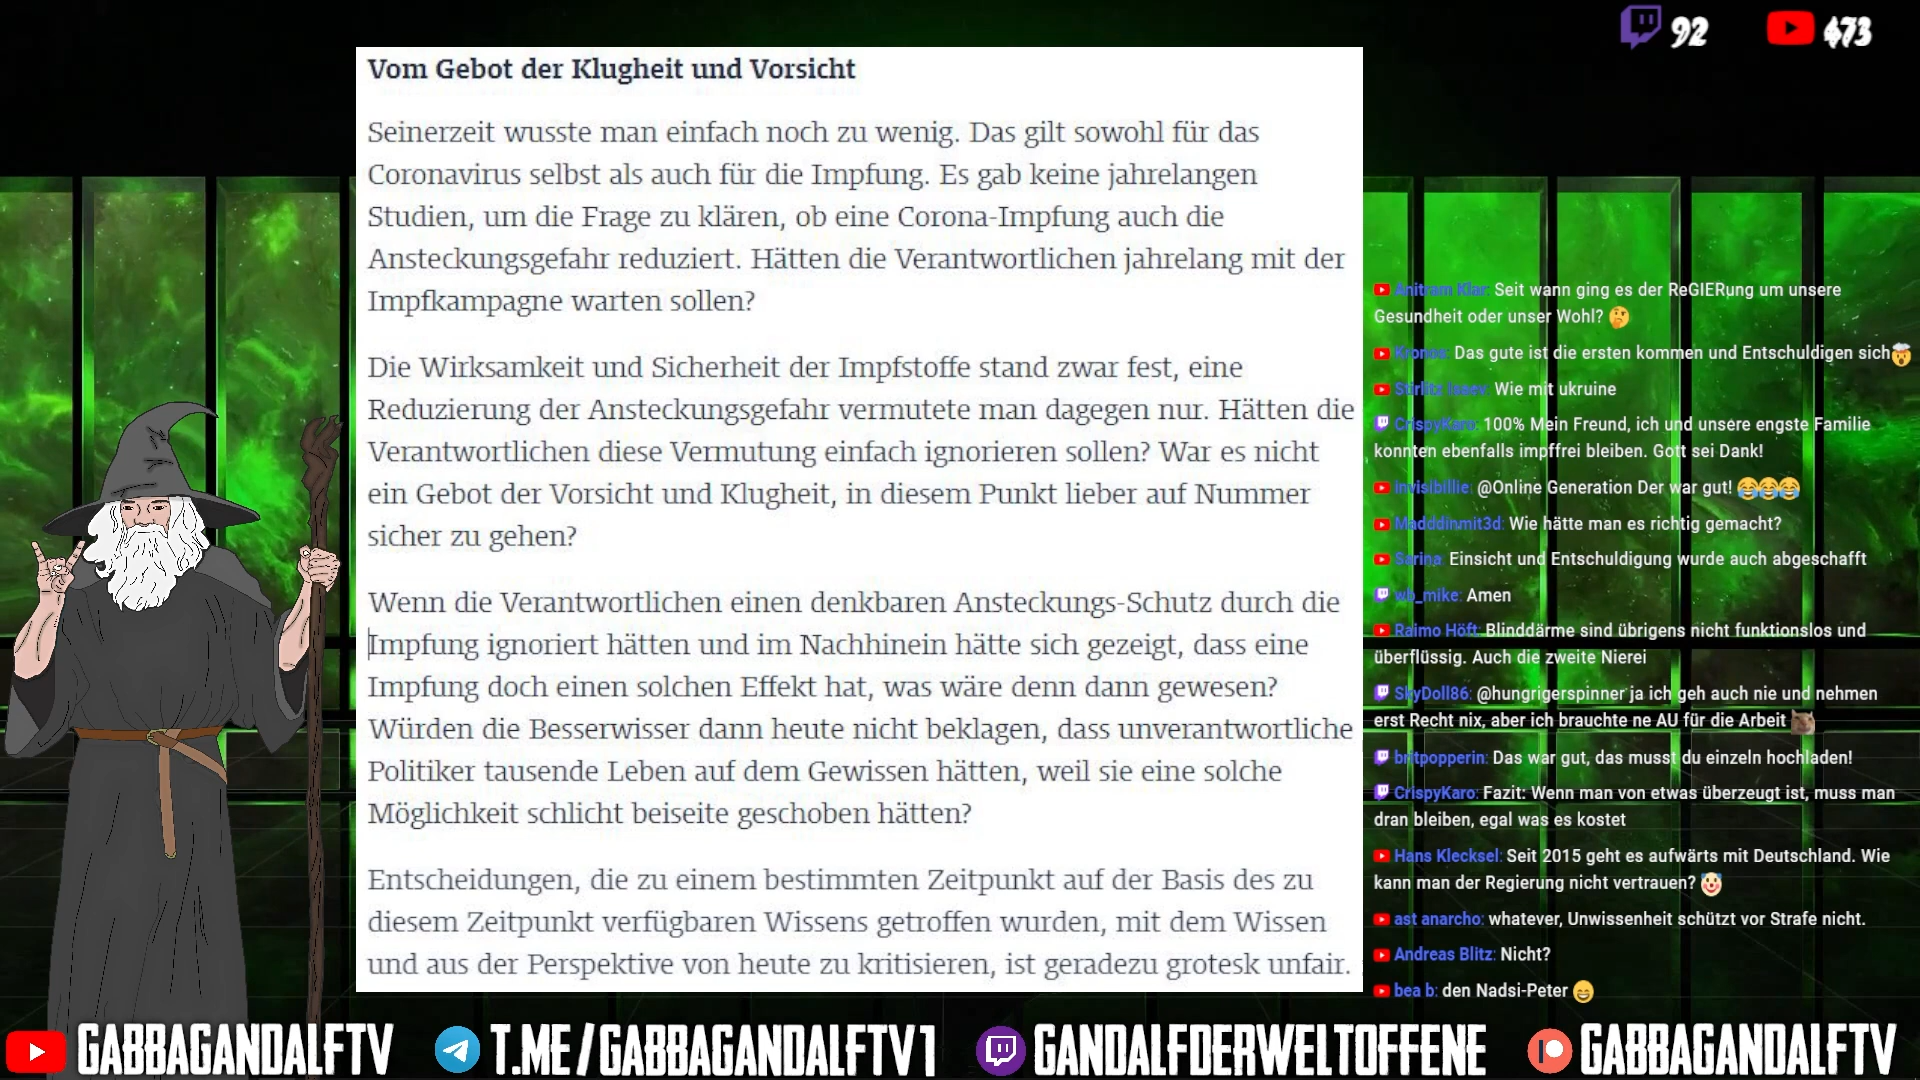 92
473
Vom Gebot der Klugheit und Vorsicht
Seinerzeit wusste man einfach noch zu wenig. Das gilt sowohl für das
Coronavirus selbst als auch für die Impfung. Es gab keine jahrelangen
Studien, um die Frage zu klären, ob eine Corona-Impfung auch die
Ansteckungsgefahr reduziert. Hätten die Verantwortlichen jahrelang mit der
Impfkampagne warten sollen?
Die Wirksamkeit und Sicherheit der Impfstoffe stand zwar fest, eine
Reduzierung der Ansteckungsgefahr vermutete man dagegen nur. Hätten die
Verantwortlichen diese Vermutung einfach ignorieren sollen? War es nicht
ein Gebot der Vorsicht und Klugheit, in diesem Punkt lieber auf Nummer
sicher zu gehen?
Wenn die Verantwortlichen einen denkbaren Ansteckungs-Schutz durch die
Impfung ignoriert hätten und im Nachhinein hätte sich gezeigt, dass eine
Impfung doch einen solchen Effekt hat, was wäre denn dann gewesen?
Würden die Besserwisser dann heute nicht beklagen, dass unverantwortliche
Politiker tausende Leben auf dem Gewissen hätten, weil sie eine solche
Möglichkeit schlicht beiseite geschoben hätten?
Entscheidungen, die zu einem bestimmten Zeitpunkt auf der Basis des zu
diesem Zeitpunkt verfügbaren Wissens getroffen wurden, mit dem Wissen
und aus der Perspektive von heute zu kritisieren, ist geradezu grotesk unfair.
Anitram Klar: Seit wann ging es der ReGIERung um unsere
Gesundheit oder unser Wohl? 🤔
Kronos: Das gute ist die ersten kommen und Entschuldigen sich🤯
Stirlitz Isaev: Wie mit ukruine
CrispyKaro: 100% Mein Freund, ich und unsere engste Familie
konnten ebenfalls impffrei bleiben. Gott sei Dank!
invisibillie: @Online Generation Der war gut! 😂😂😂
Madddinmit3d: Wie hätte man es richtig gemacht?
Sarina: Einsicht und Entschuldigung wurde auch abgeschafft
wb_mike: Amen
Raimo Höft: Blinddärme sind übrigens nicht funktionslos und
überflüssig. Auch die zweite Nierei
SkyDoll86: @hungrigerspinner ja ich geh auch nie und nehmen
erst Recht nix, aber ich brauchte ne AU für die Arbeit
britpopperin: Das war gut, das musst du einzeln hochladen!
CrispyKaro: Fazit: Wenn man von etwas überzeugt ist, muss man
dran bleiben, egal was es kostet
Hans Klecksel: Seit 2015 geht es aufwärts mit Deutschland. Wie
kann man der Regierung nicht vertrauen? 🤡
ast anarcho: whatever, Unwissenheit schützt vor Strafe nicht.
Andreas Blitz: Nicht?
bea b: den Nadsi-Peter 😁
GABBAGANDALFTV T.ME/GABBAGANDALFTV1 GANDALFDERWELTOFFENE GABBAGANDALFTV